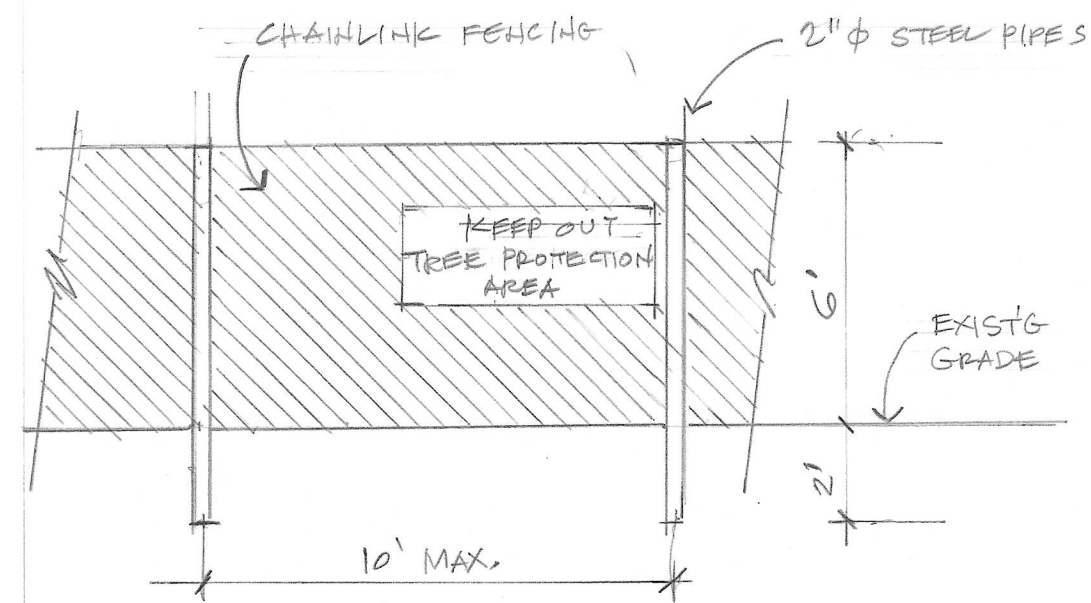 CHAINLINK FENCING
2"ϕ STEEL PIPES
KEEP OUT
TREE PROTECTION
AREA
6'
EXIST'G
GRADE
2'
10' MAX.